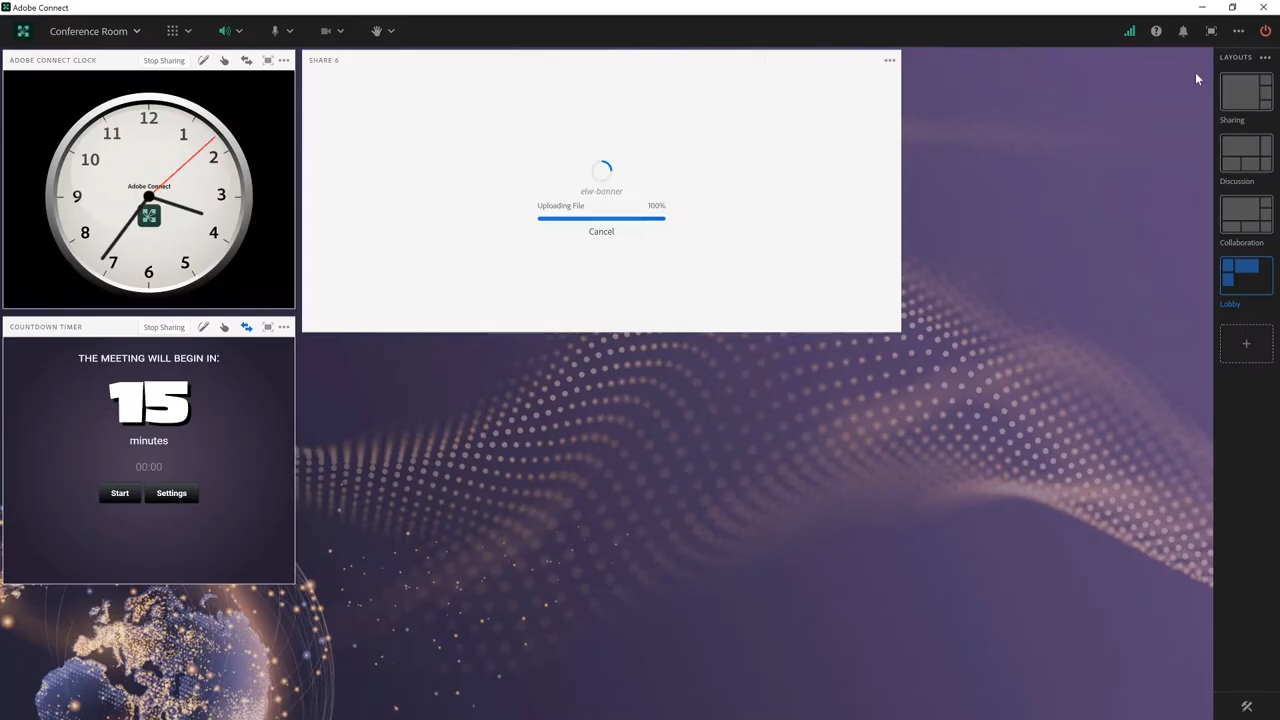 Adobe Connect
Conference Room
ADOBE CONNECT CLOCK
Stop Sharing
12
11
1
10
2
Adobe Connect
9
3
8
4
7
5
6
SHARE 6
elw-banner
Uploading File 100%
Cancel
COUNTDOWN TIMER
Stop Sharing
THE MEETING WILL BEGIN IN:
15
minutes
00:00
Start
Settings
LAYOUTS
Sharing
Discussion
Collaboration
Lobby